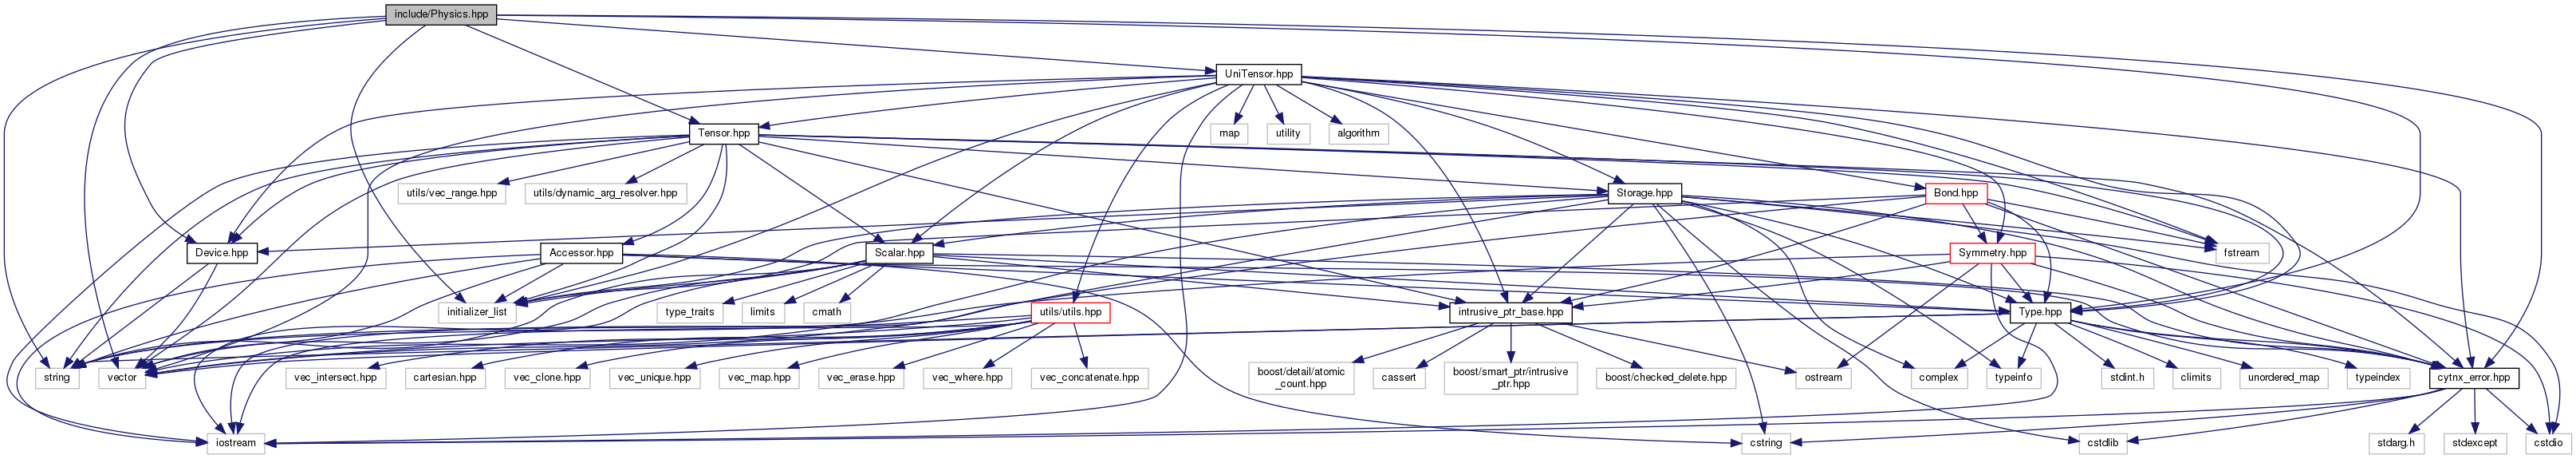 include/Physics.hpp
UniTensor.hpp
Tensor.hpp
map
utility
algorithm
utils/vec_range.hpp
utils/dynamic_arg_resolver.hpp
Storage.hpp
Bond.hpp
Device.hpp
Accessor.hpp
Scalar.hpp
Symmetry.hpp
fstream
initializer_list
type_traits
limits
cmath
utils/utils.hpp
intrusive_ptr_base.hpp
Type.hpp
string
vector
vec_intersect.hpp
cartesian.hpp
vec_clone.hpp
vec_unique.hpp
vec_map.hpp
vec_erase.hpp
vec_where.hpp
vec_concatenate.hpp
boost/detail/atomic
_count.hpp
cassert
boost/smart_ptr/intrusive
_ptr.hpp
boost/checked_delete.hpp
ostream
complex
typeinfo
stdint.h
climits
unordered_map
typeindex
cytnx_error.hpp
iostream
cstring
cstdlib
stdarg.h
stdexcept
cstdio